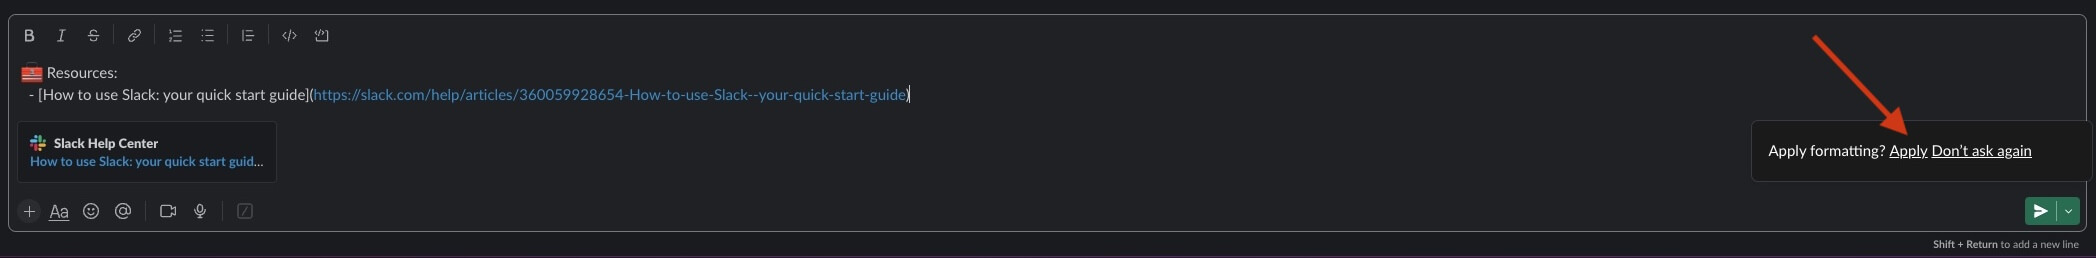 Resources:
- [How to use Slack: your quick start guide](https://slack.com/help/articles/360059928654-How-to-use-Slack--your-quick-start-guide)
Slack Help Center
How to use Slack: your quick start guid...
Apply formatting? Apply Don't ask again
Aa
Shift + Return to add a new line